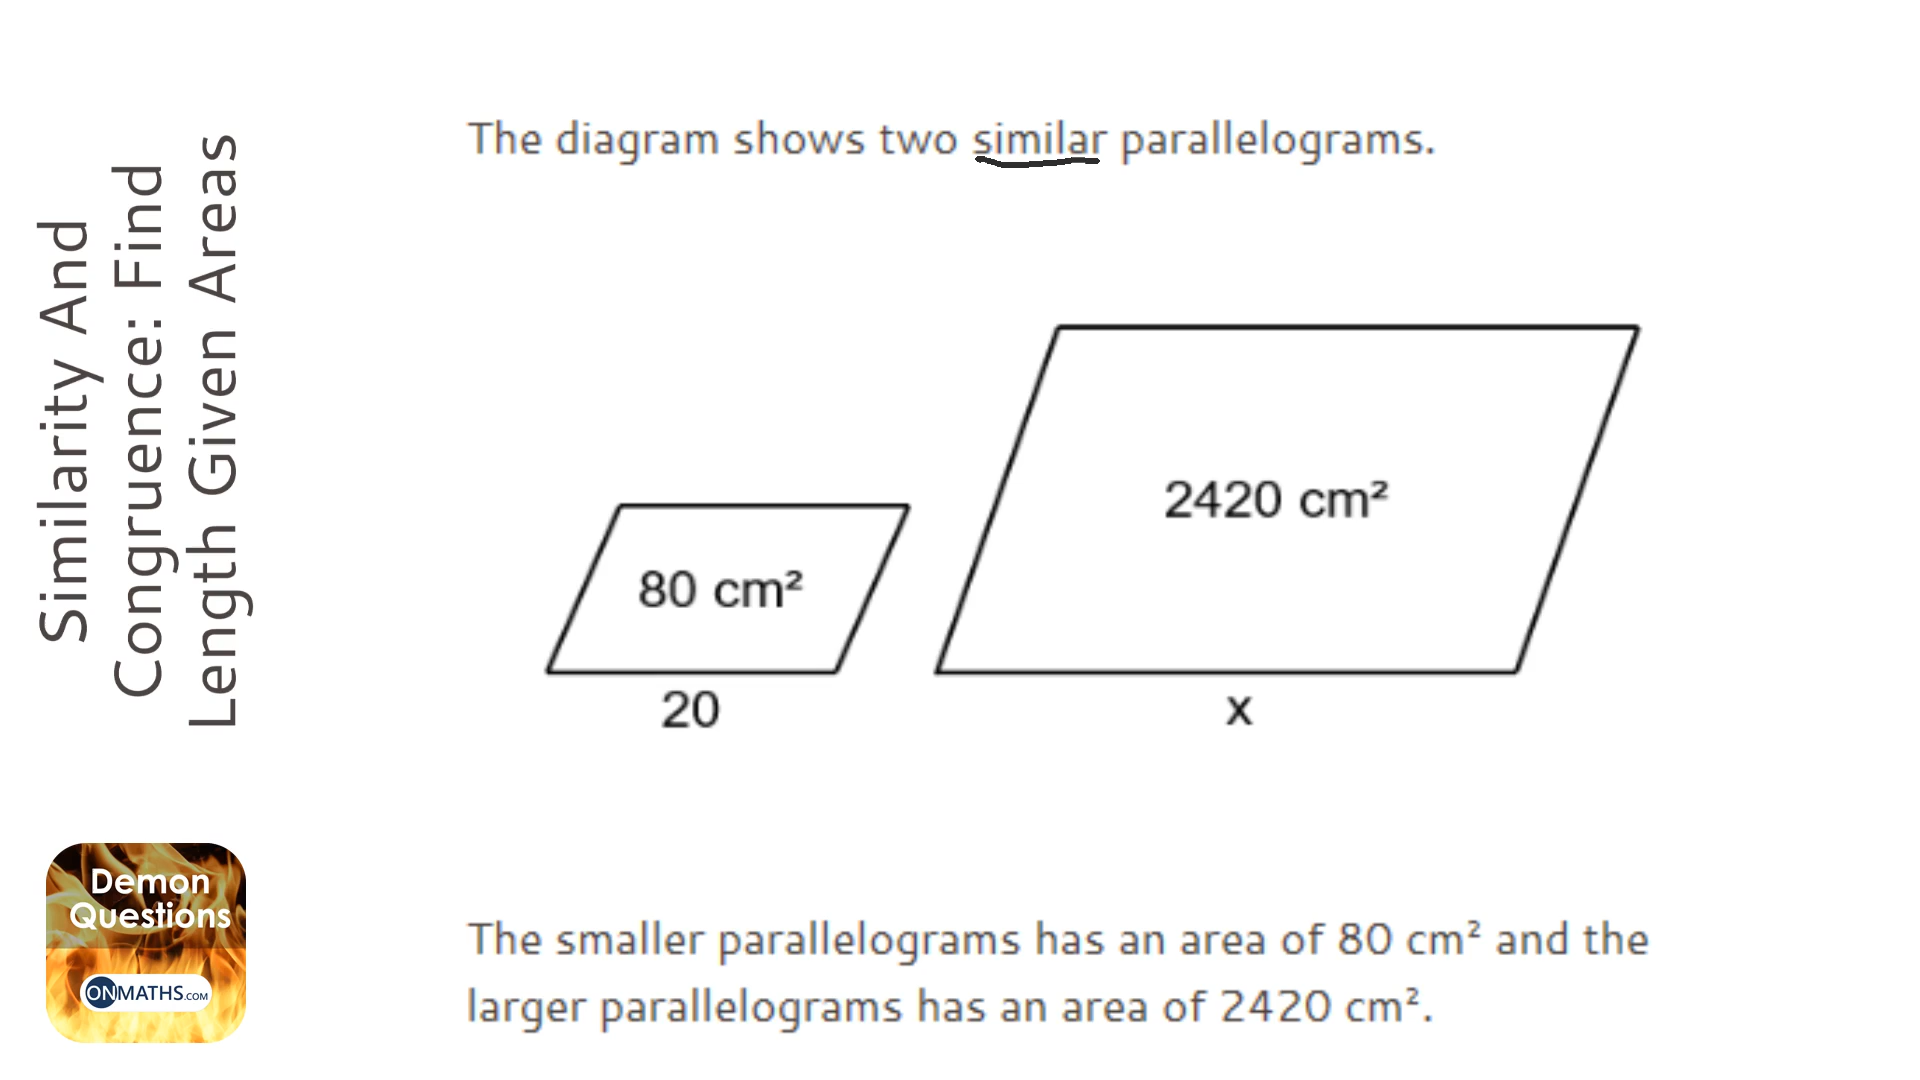 Similarity And
Congruence: Find
Length Given Areas
The diagram shows two similar parallelograms.
80 cm²
20
2420 cm²
x
The smaller parallelograms has an area of 80 cm² and the
larger parallelograms has an area of 2420 cm².
Demon
Questions
ONMATHS.COM